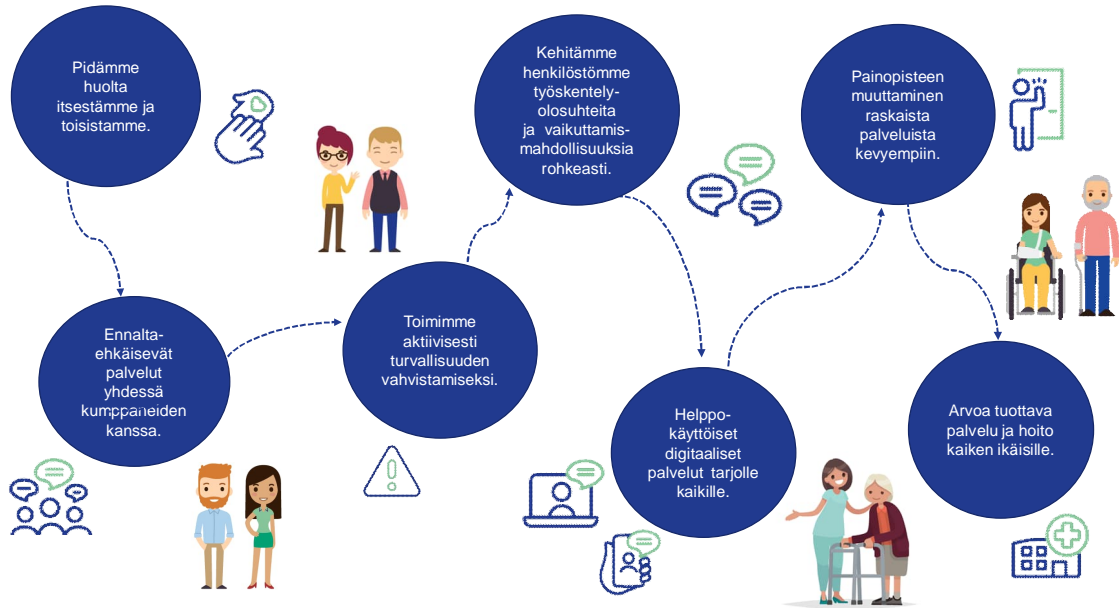 Pidämme
huolta
itsestämme ja
toisistamme.
Ennalta-
ehkäisevät
palvelut
yhdessä
kumppaneiden
kanssa.
Toimimme
aktiivisesti
turvallisuuden
vahvistamiseksi.
Kehitämme
henkilöstömme
työskentely-
olosuhteita
ja vaikuttamis-
mahdollisuuksia
rohkeasti.
Helppo-
käyttöiset
digitaaliset
palvelut tarjolle
kaikille.
Painopisteen
muuttaminen
raskaista
palveluista
kevyempiin.
Arvoa tuottava
palvelu ja hoito
kaiken ikäisille.